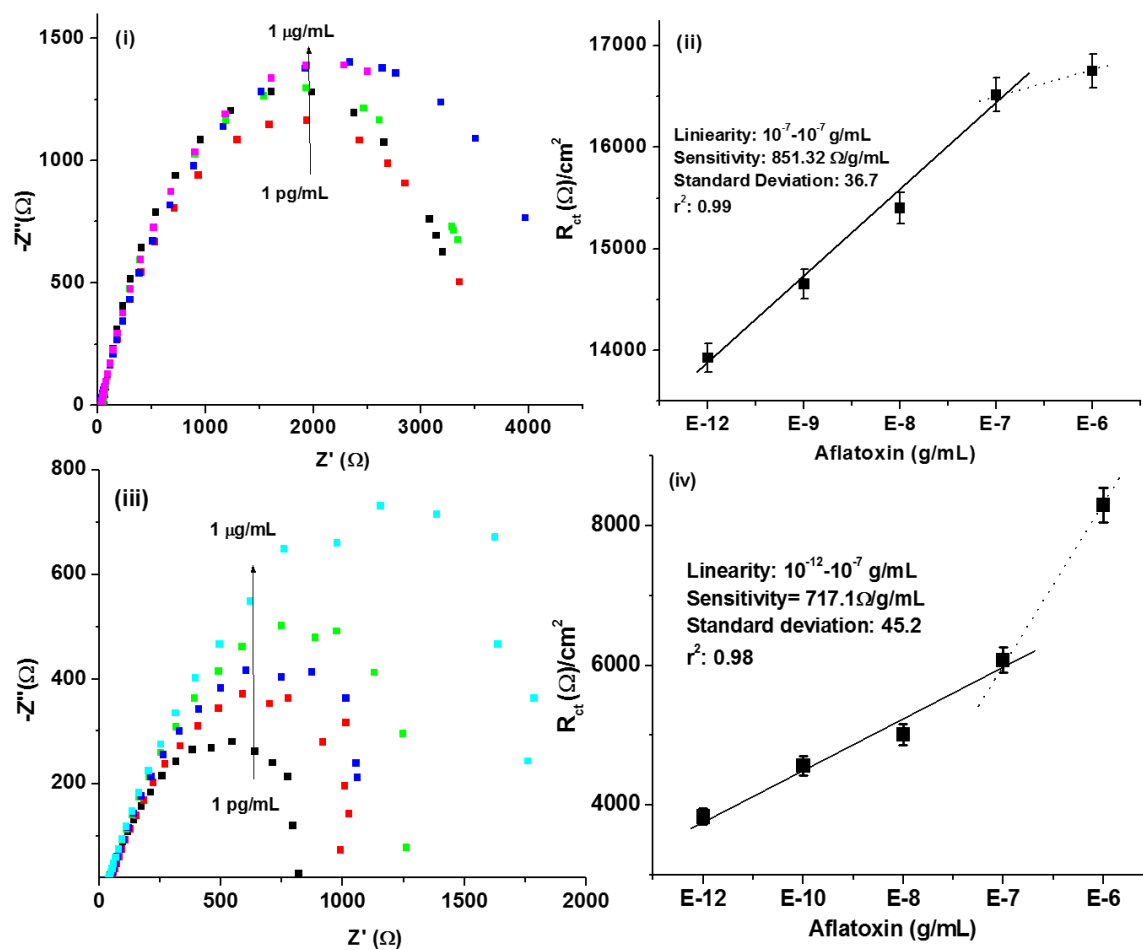 (i)
1 μg/mL
1 pg/mL
-Z''(Ω)
1500
1000
500
0
0 1000 2000 3000 4000
Z' (Ω)
(ii)
Liniearity: 10⁻⁷-10⁻⁷ g/mL
Sensitivity: 851.32 Ω/g/mL
Standard Deviation: 36.7
r²: 0.99
R_ct (Ω)/cm²
17000
16000
15000
14000
E-12 E-9 E-8 E-7 E-6
Aflatoxin (g/mL)
(iii)
1 μg/mL
1 pg/mL
-Z''(Ω)
800
600
400
200
0 500 1000 1500 2000
Z' (Ω)
(iv)
Linearity: 10⁻¹²-10⁻⁷ g/mL
Sensitivity= 717.1Ω/g/mL
Standard deviation: 45.2
r²: 0.98
R_ct (Ω)/cm²
8000
6000
4000
E-12 E-10 E-8 E-7 E-6
Aflatoxin (g/mL)